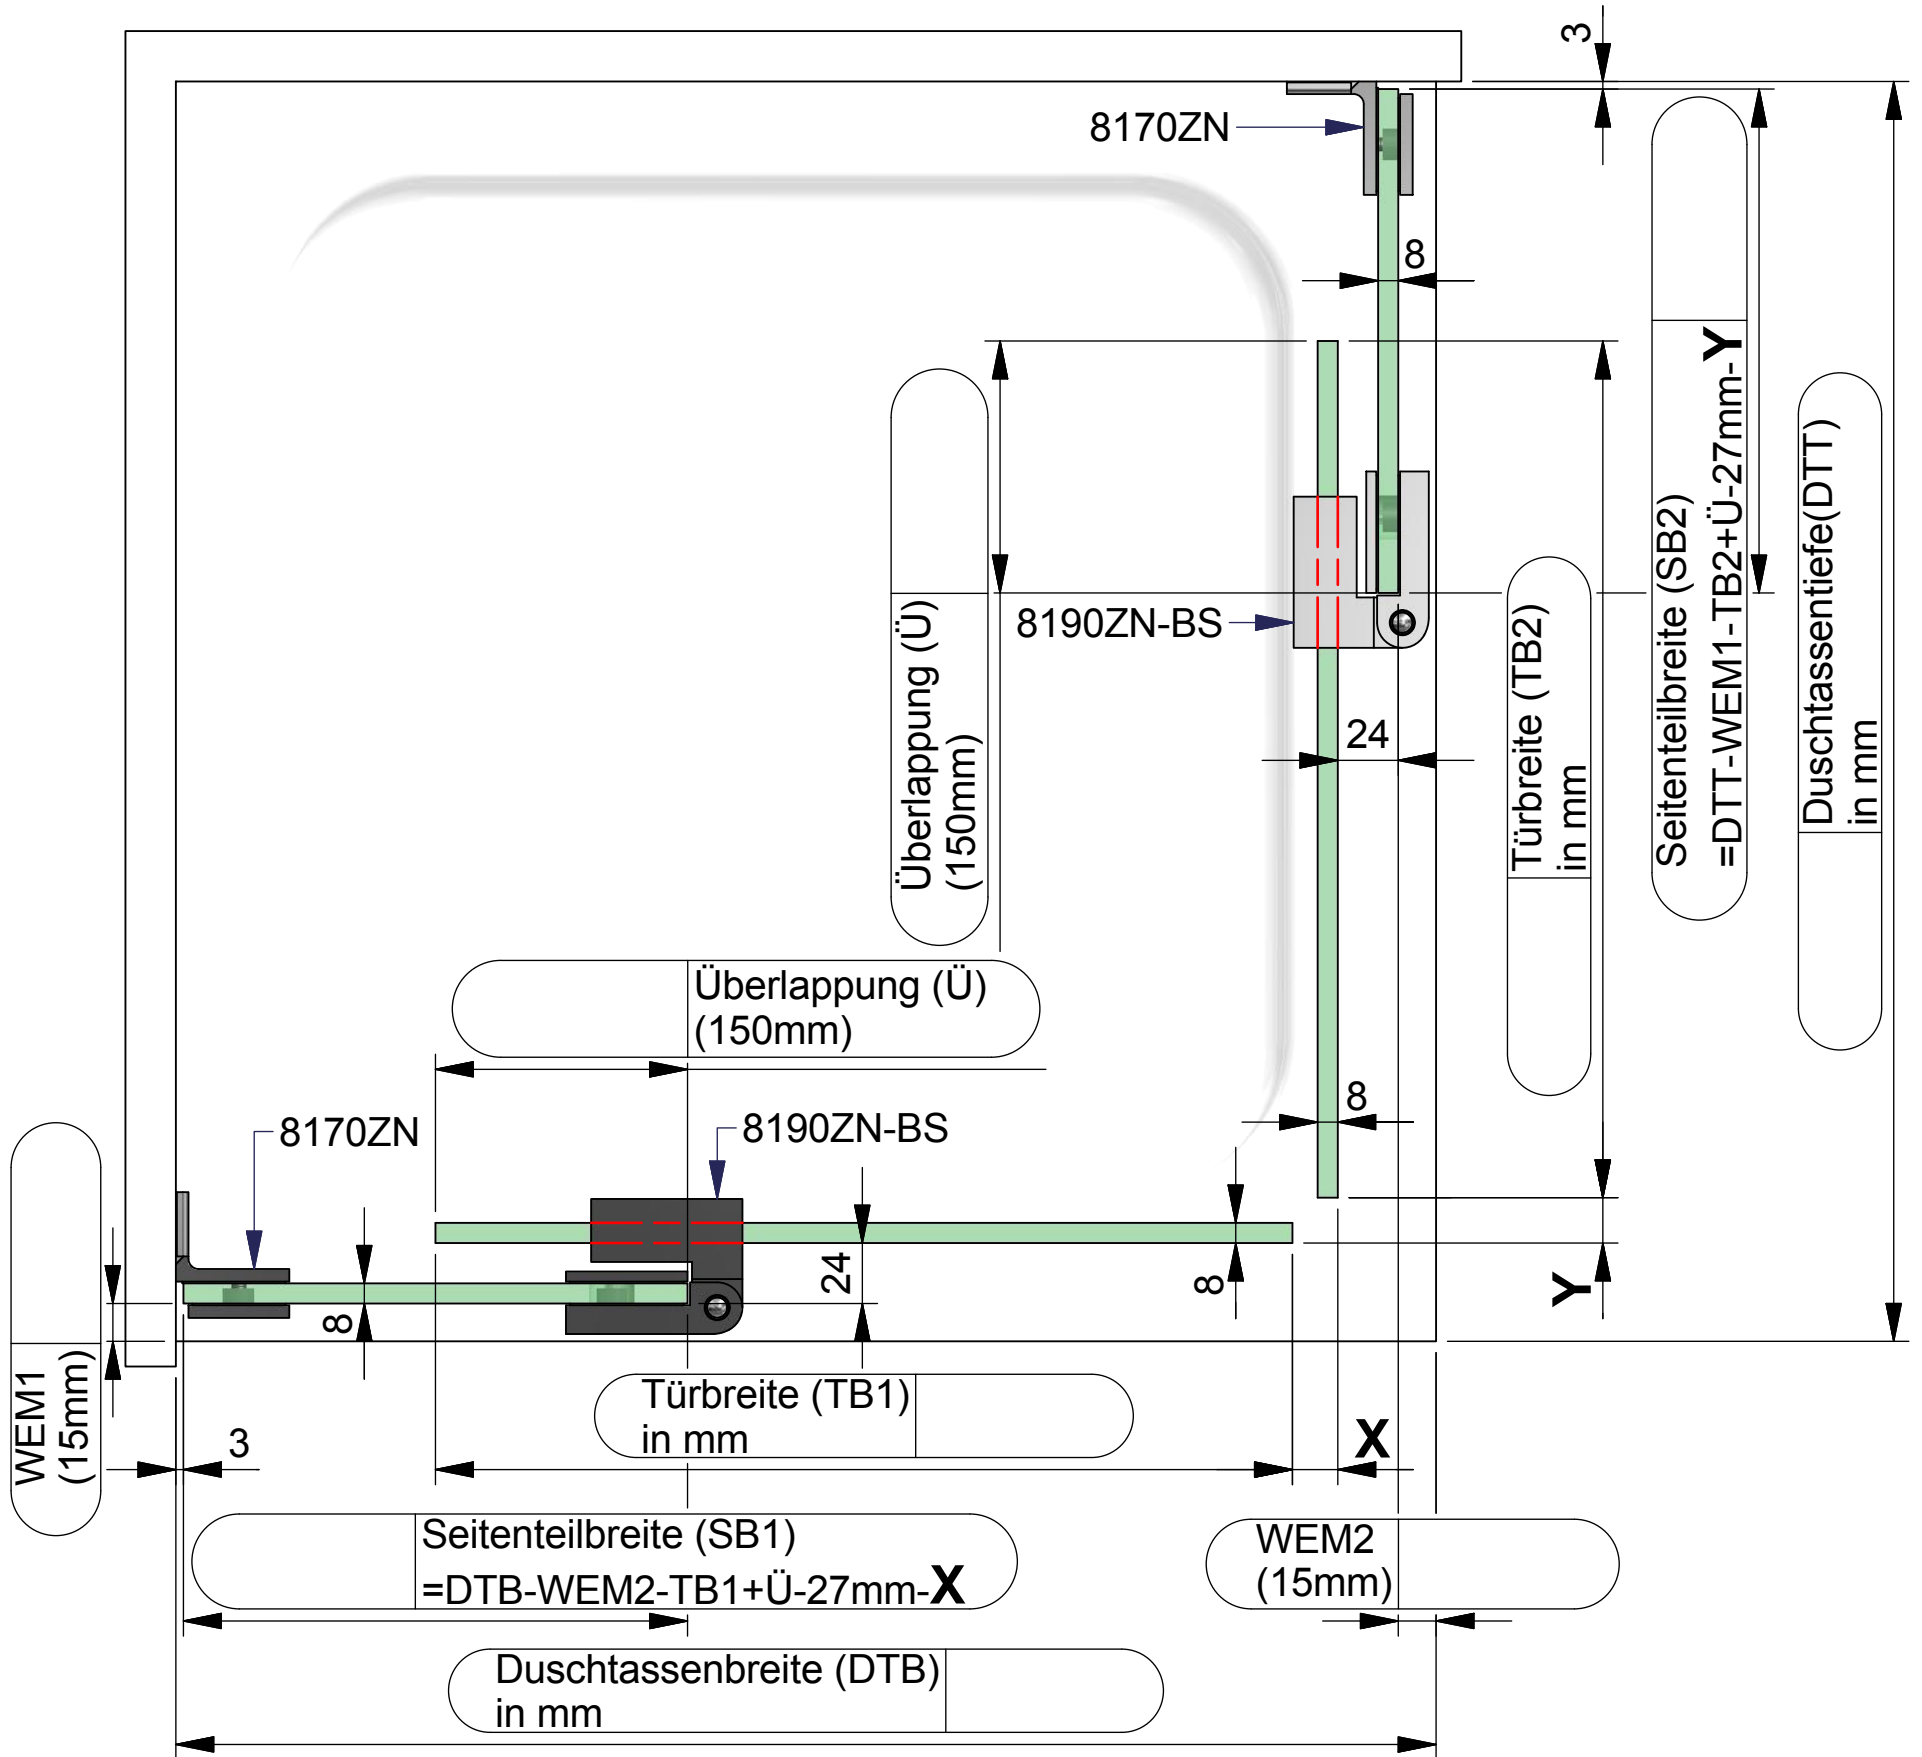 3
8170ZN
8
Überlappung (Ü)
(150mm)
8190ZN-BS
24
Türbreite (TB2)
in mm
Seitenteilbreite (SB2)
=DTT-WEM1-TB2+Ü-27mm-Y
Duschtassentiefe(DTT)
in mm
Überlappung (Ü)
(150mm)
8
8170ZN
8190ZN-BS
24
8
8
Y
WEM1
(15mm)
Türbreite (TB1)
in mm
X
3
Seitenteilbreite (SB1)
=DTB-WEM2-TB1+Ü-27mm-X
WEM2
(15mm)
Duschtassenbreite (DTB)
in mm